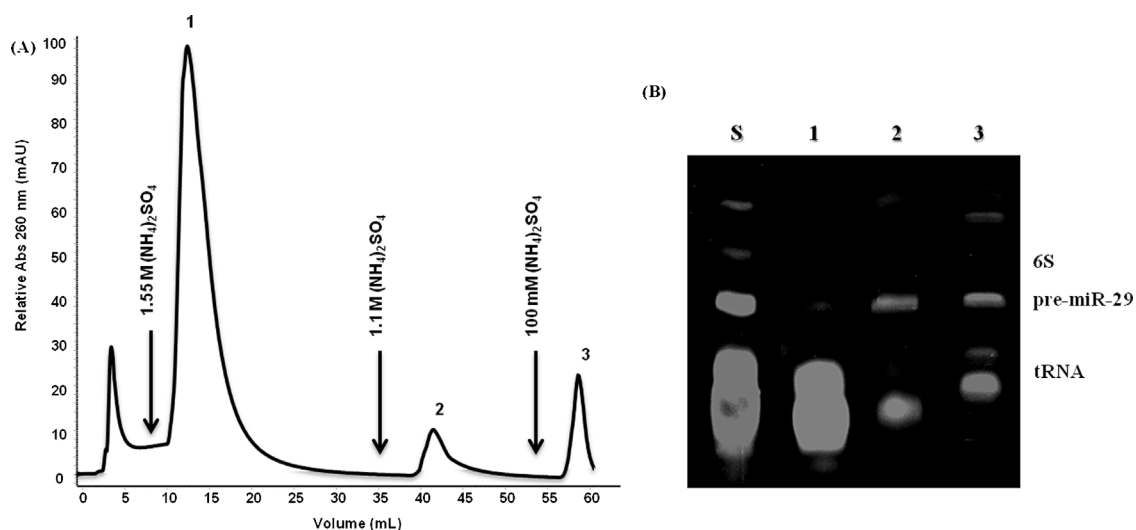 (A)
1
100
90
80
70
60
50
40
30
20
10
0
Relative Abs 260 nm (mAU)
1.55 M (NH4)2SO4
1.1 M (NH4)2SO4
100 mM (NH4)2SO4
2
3
0 5 10 15 20 25 30 35 40 45 50 55 60
Volume (mL)
(B)
S 1 2 3
6S
pre-miR-29
tRNA